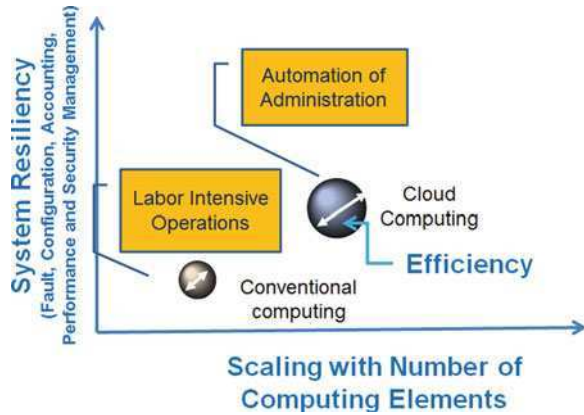 System Resiliency
(Fault, Configuration, Accounting,
Performance and Security Management)
Automation of
Administration
Labor Intensive
Operations
Cloud
Computing
Efficiency
Conventional
computing
Scaling with Number of
Computing Elements